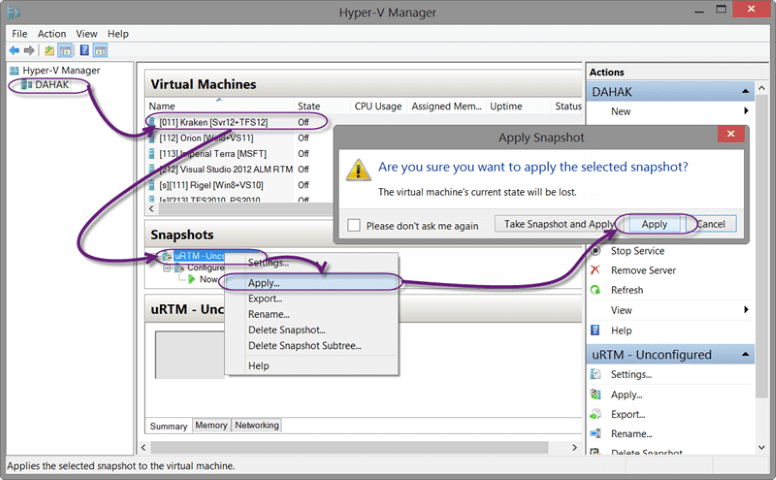 Hyper-V Manager
File Action View Help
Hyper-V Manager
DAHAK
Virtual Machines
Name State CPU Usage Assigned Mem... Uptime Status
[011] Kraken [Svr12+TFS12] Off
[112] Orion [Win8+VS11] Off
[113] Imperial Terra [MSFT] Off
[212] Visual Studio 2012 ALM RTM Off
[s][111] Rigel [Win8+VS10] Off
[s][213] TFS2010, PS2010 Off
Snapshots
uRTM - Uncon
Configure
Now
Settings...
Apply...
Export...
Rename...
Delete Snapshot...
Delete Snapshot Subtree...
Help
uRTM - Unc
Summary Memory Networking
Apply Snapshot
Are you sure you want to apply the selected snapshot?
The virtual machine's current state will be lost.
Please don't ask me again
Take Snapshot and Apply Apply Cancel
Actions
DAHAK
New
Stop Service
Remove Server
Refresh
View
Help
uRTM - Unconfigured
Settings...
Apply...
Export...
Rename...
Delete Snapshot
Applies the selected snapshot to the virtual machine.